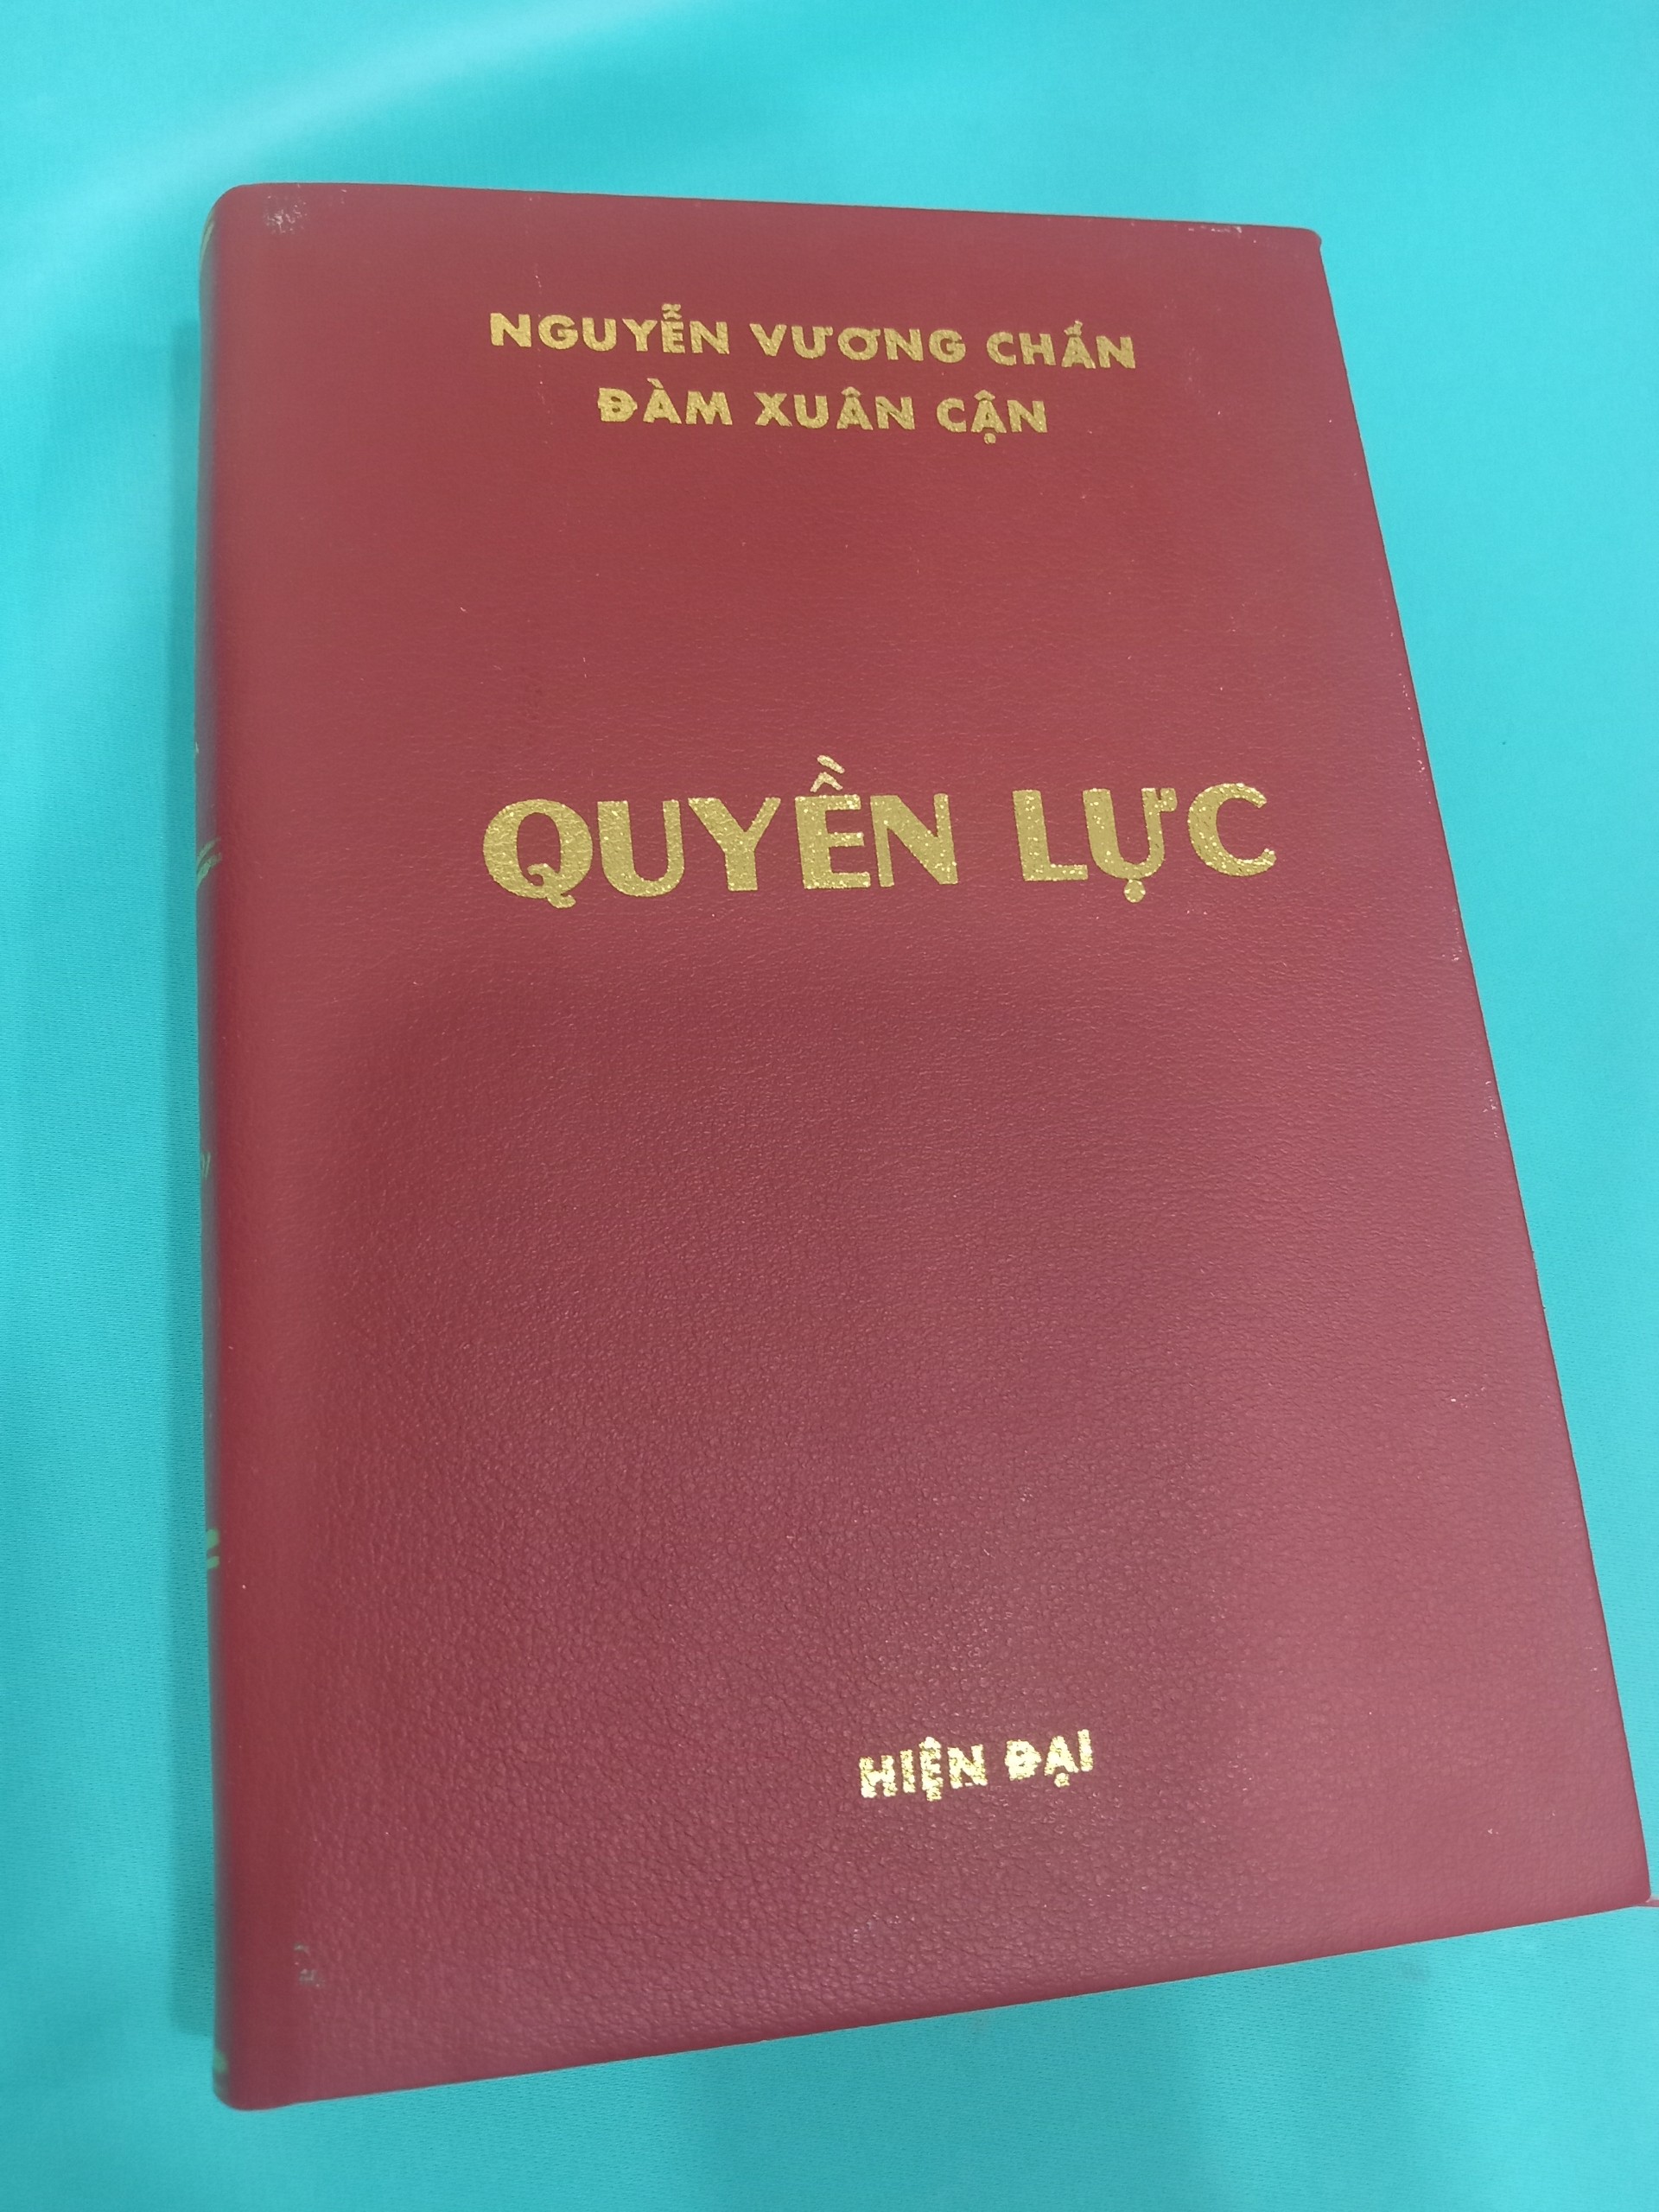 NGUYỄN VƯƠNG CHẤN
ĐÀM XUÂN CẬN
QUYỀN LỰC
HIỆN ĐẠI